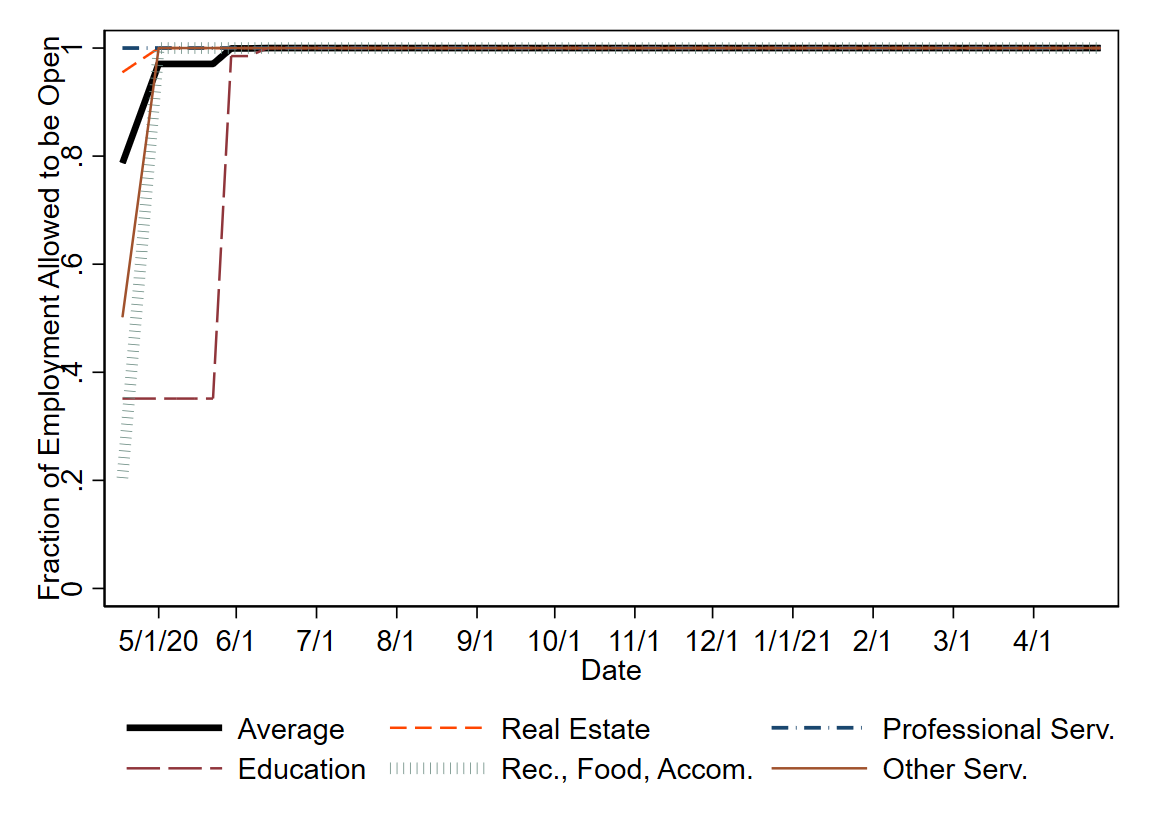 Fraction of Employment Allowed to be Open
1
.8
.6
.4
.2
0
5/1/20 6/1 7/1 8/1 9/1 10/1 11/1 12/1 1/1/21 2/1 3/1 4/1
Date
Average Real Estate Professional Serv.
Education Rec., Food, Accom. Other Serv.